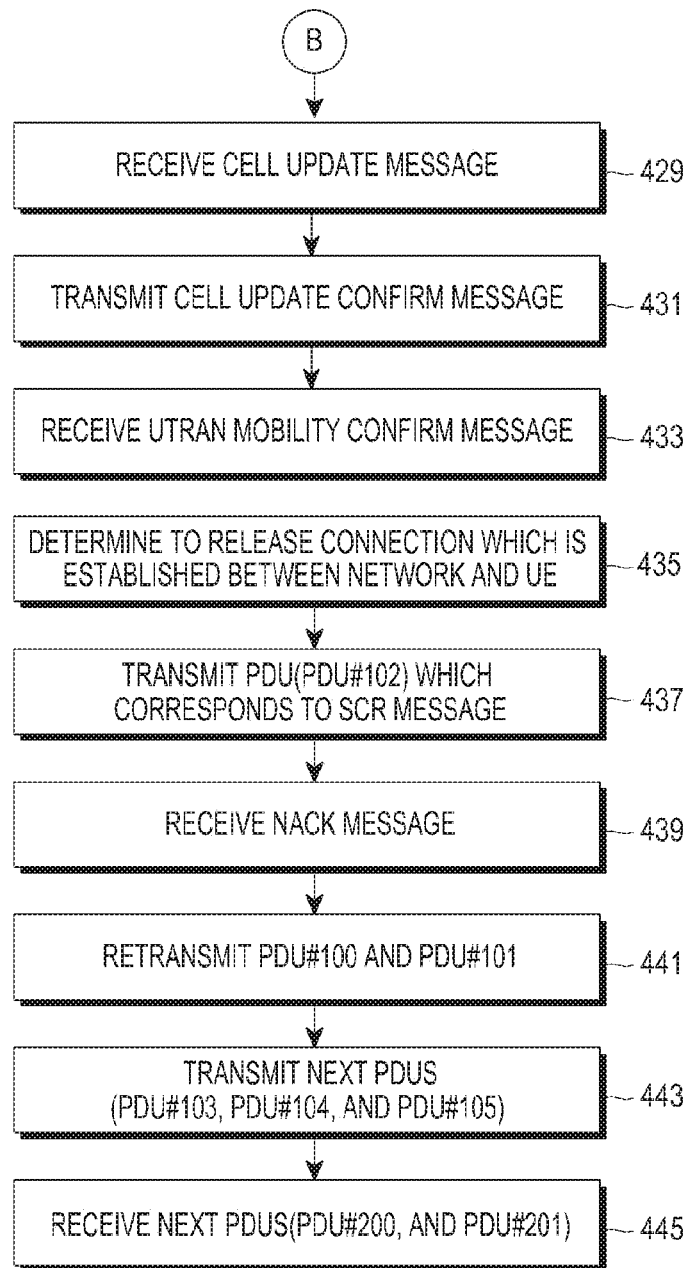 B
RECEIVE CELL UPDATE MESSAGE
429
TRANSMIT CELL UPDATE CONFIRM MESSAGE
431
RECEIVE UTRAN MOBILITY CONFIRM MESSAGE
433
DETERMINE TO RELEASE CONNECTION WHICH IS
ESTABLISHED BETWEEN NETWORK AND UE
435
TRANSMIT PDU(PDU#102) WHICH
CORRESPONDS TO SCR MESSAGE
437
RECEIVE NACK MESSAGE
439
RETRANSMIT PDU#100 AND PDU#101
441
TRANSMIT NEXT PDUS
(PDU#103, PDU#104, AND PDU#105)
443
RECEIVE NEXT PDUS(PDU#200, AND PDU#201)
445